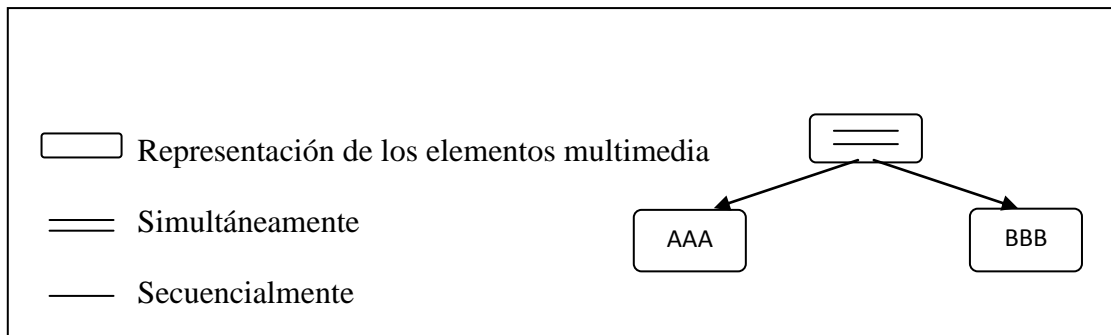 Representación de los elementos multimedia
Simultáneamente
Secuencialmente
AAA
BBB